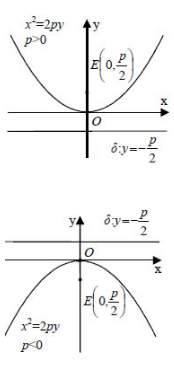 x²=2py
p>0
y
E(0, p/2)
x
O
δ:y=−p/2
y
δ:y=−p/2
O
x
E(0, p/2)
x²=2py
p<0